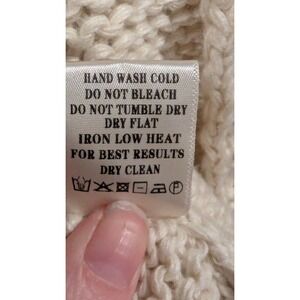 HAND WASH COLD
DO NOT BLEACH
DO NOT TUMBLE DRY
DRY FLAT
IRON LOW HEAT
FOR BEST RESULTS
DRY CLEAN